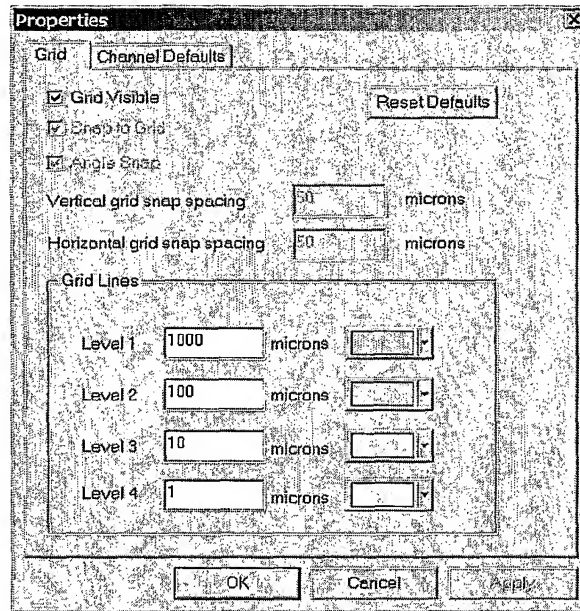 Properties
Grid Channel Defaults
Grid Visible Reset Defaults
Snap to Grid
Angle Snap
Vertical grid snap spacing 50 microns
Horizontal grid snap spacing 50 microns
Grid Lines
Level 1 1000 microns
Level 2 100 microns
Level 3 10 microns
Level 4 1 microns
OK Cancel Apply